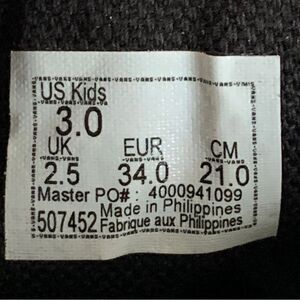 US Kids
3.0
UK EUR CM
2.5 34.0 21.0
Master PO# : 4000941099
Made in Philippines
507452 Fabrique aux Philippines